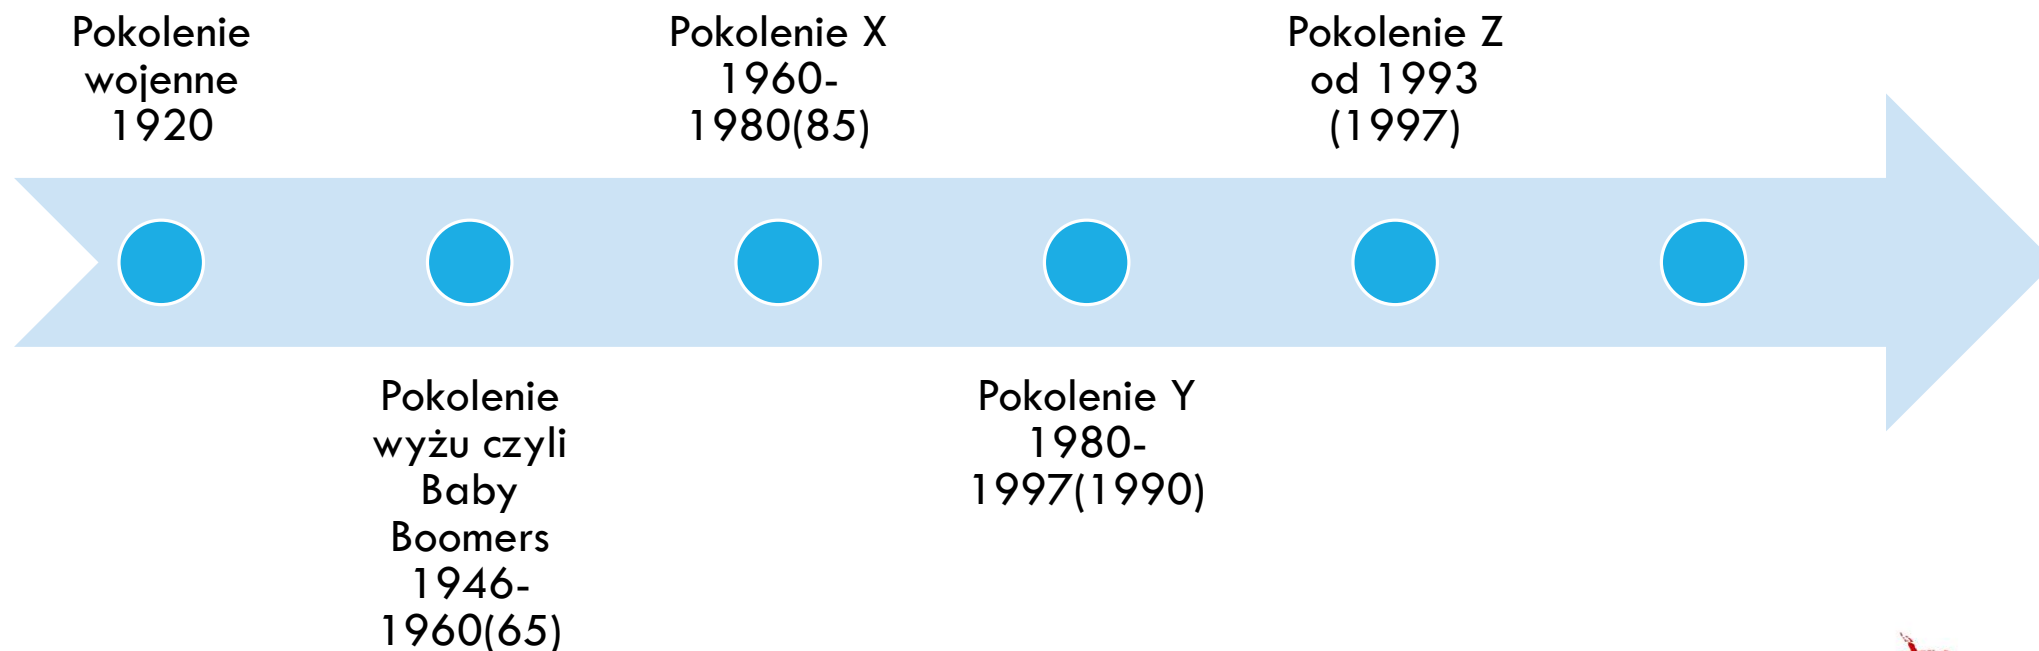 Pokolenie
wojenne
1920
Pokolenie
wyżu czyli
Baby
Boomers
1946-
1960(65)
Pokolenie X
1960-
1980(85)
Pokolenie Y
1980-
1997(1990)
Pokolenie Z
od 1993
(1997)